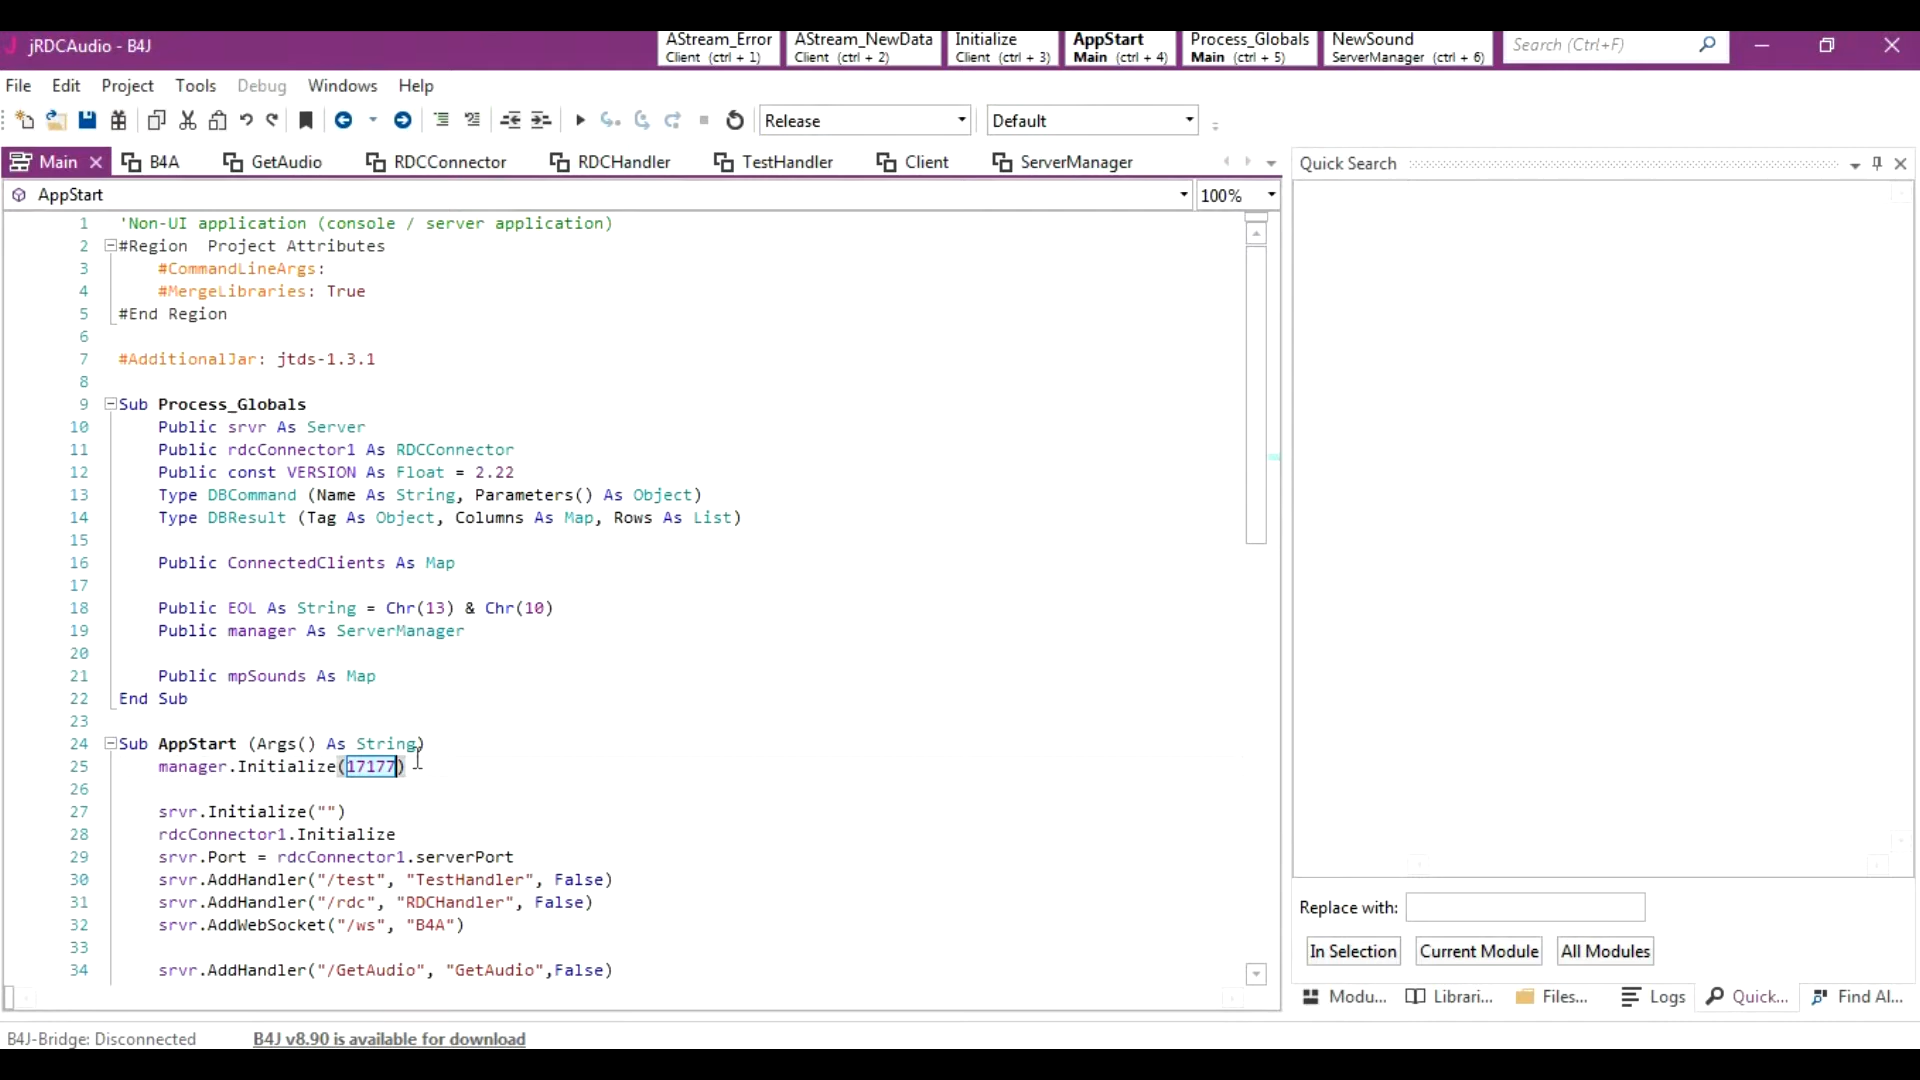 jRDCAudio - B4J
AStream_Error
Client (ctrl + 1)
AStream_NewData
Client (ctrl + 2)
Initialize
Client (ctrl + 3)
AppStart
Main (ctrl + 4)
Process_Globals
Main (ctrl + 5)
NewSound
ServerManager (ctrl + 6)
Search (Ctrl+F)
File Edit Project Tools Debug Windows Help
Release
Default
Main B4A GetAudio RDCConnector RDCHandler TestHandler Client ServerManager
Quick Search
AppStart
100%
1 'Non-UI application (console / server application)
2 #Region Project Attributes
3 #CommandLineArgs:
4 #MergeLibraries: True
5 #End Region
6
7 #AdditionalJar: jtds-1.3.1
8
9 Sub Process_Globals
10 Public srvr As Server
11 Public rdcConnector1 As RDCConnector
12 Public const VERSION As Float = 2.22
13 Type DBCommand (Name As String, Parameters() As Object)
14 Type DBResult (Tag As Object, Columns As Map, Rows As List)
15
16 Public ConnectedClients As Map
17
18 Public EOL As String = Chr(13) & Chr(10)
19 Public manager As ServerManager
20
21 Public mpSounds As Map
22 End Sub
23
24 Sub AppStart (Args() As String)
25 manager.Initialize(17177)
26
27 srvr.Initialize("")
28 rdcConnector1.Initialize
29 srvr.Port = rdcConnector1.serverPort
30 srvr.AddHandler("/test", "TestHandler", False)
31 srvr.AddHandler("/rdc", "RDCHandler", False)
32 srvr.AddWebSocket("/ws", "B4A")
33
34 srvr.AddHandler("/GetAudio", "GetAudio",False)
Replace with:
In Selection
Current Module
All Modules
Modu... Librari... Files... Logs Quick... Find Al...
B4J-Bridge: Disconnected
B4J v8.90 is available for download